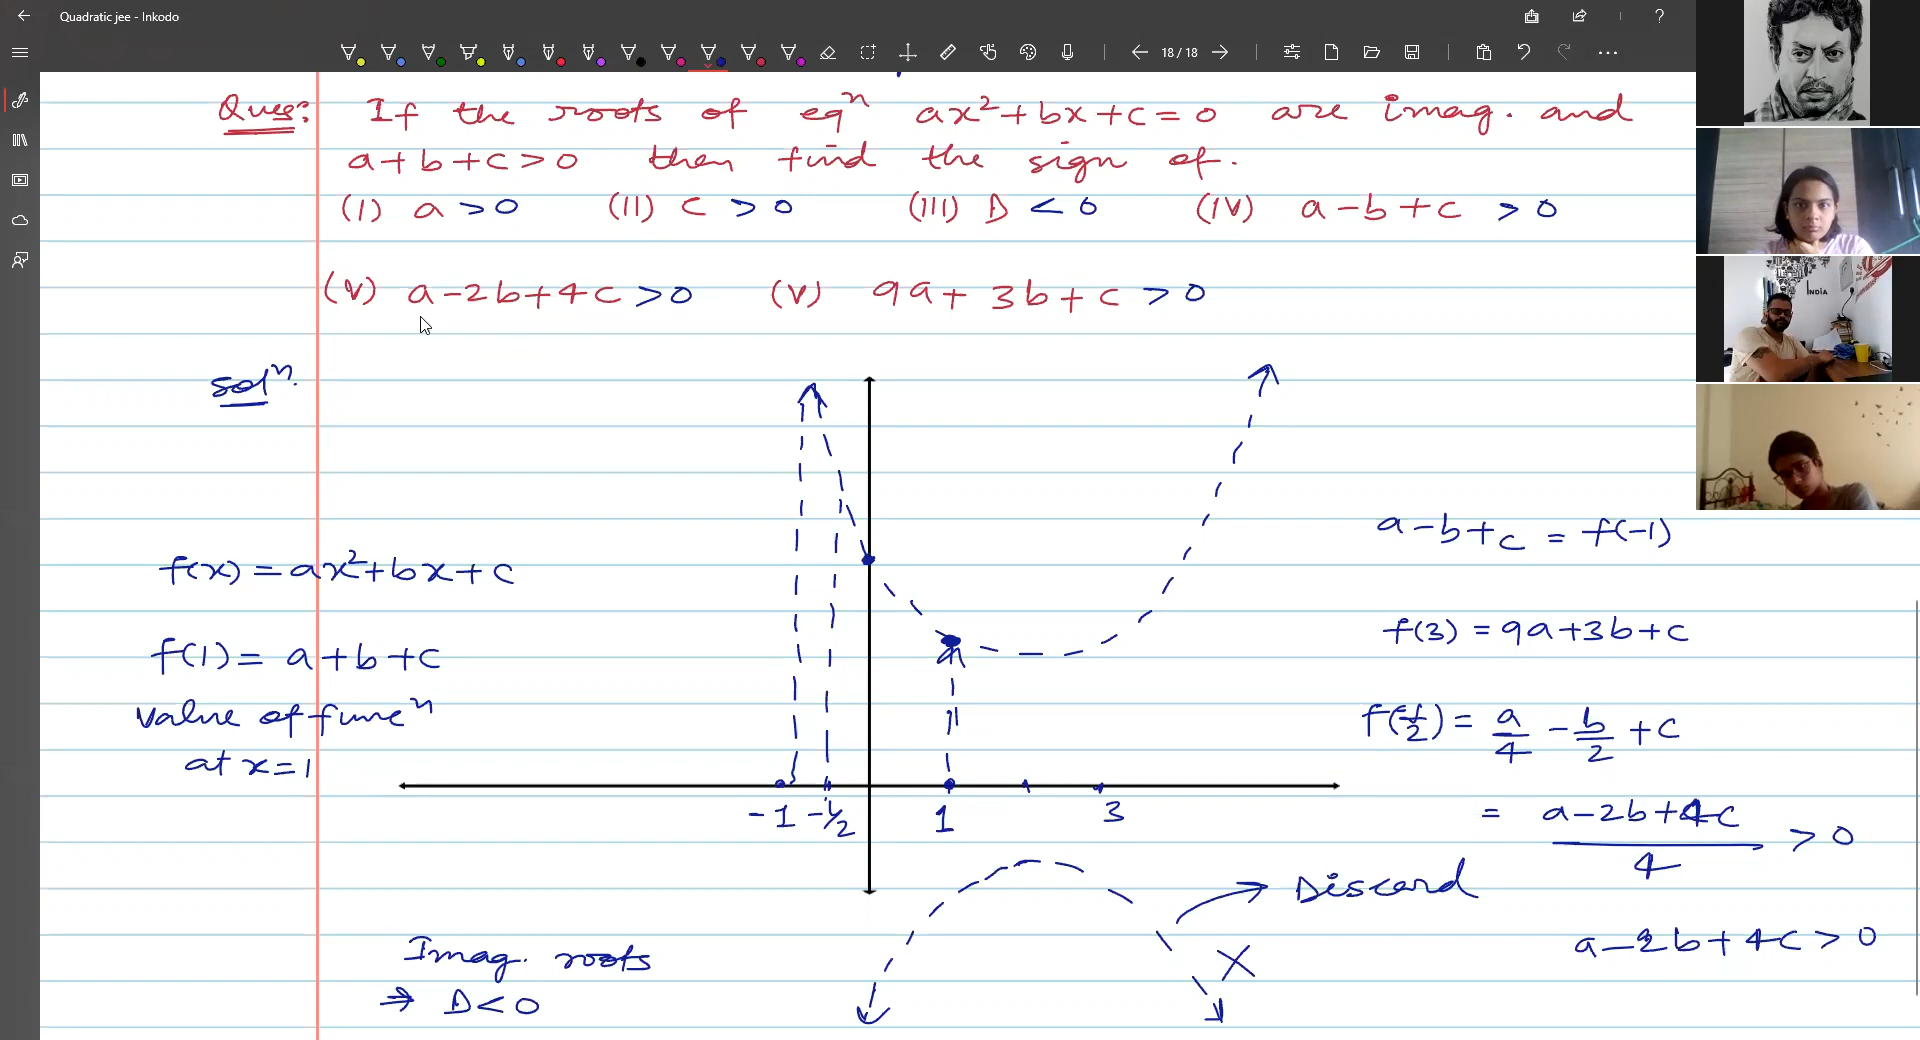 Quadratic jee - Inkodo
18 / 18
Ques: If the roots of eqⁿ ax²+bx+c=0 are imag. and
a+b+c>0 then find the sign of.
(I) a >0 (II) c >0 (III) D <0 (IV) a-b+c >0
(V) a-2b+4c >0 (V) 9a+3b+c >0
INDiA
solⁿ.
a-b+c = f(-1)
f(x) = ax²+bx+c
f(3) = 9a+3b+c
f(1) = a+b+c
value of funcⁿ
f(-1/2) = a/4 - b/2 + c
at x=1
-1 -1/2 1 3
= a-2b+4c / 4 > 0
Discard
a-2b+4c > 0
Imag. roots
X
⇒ D<0